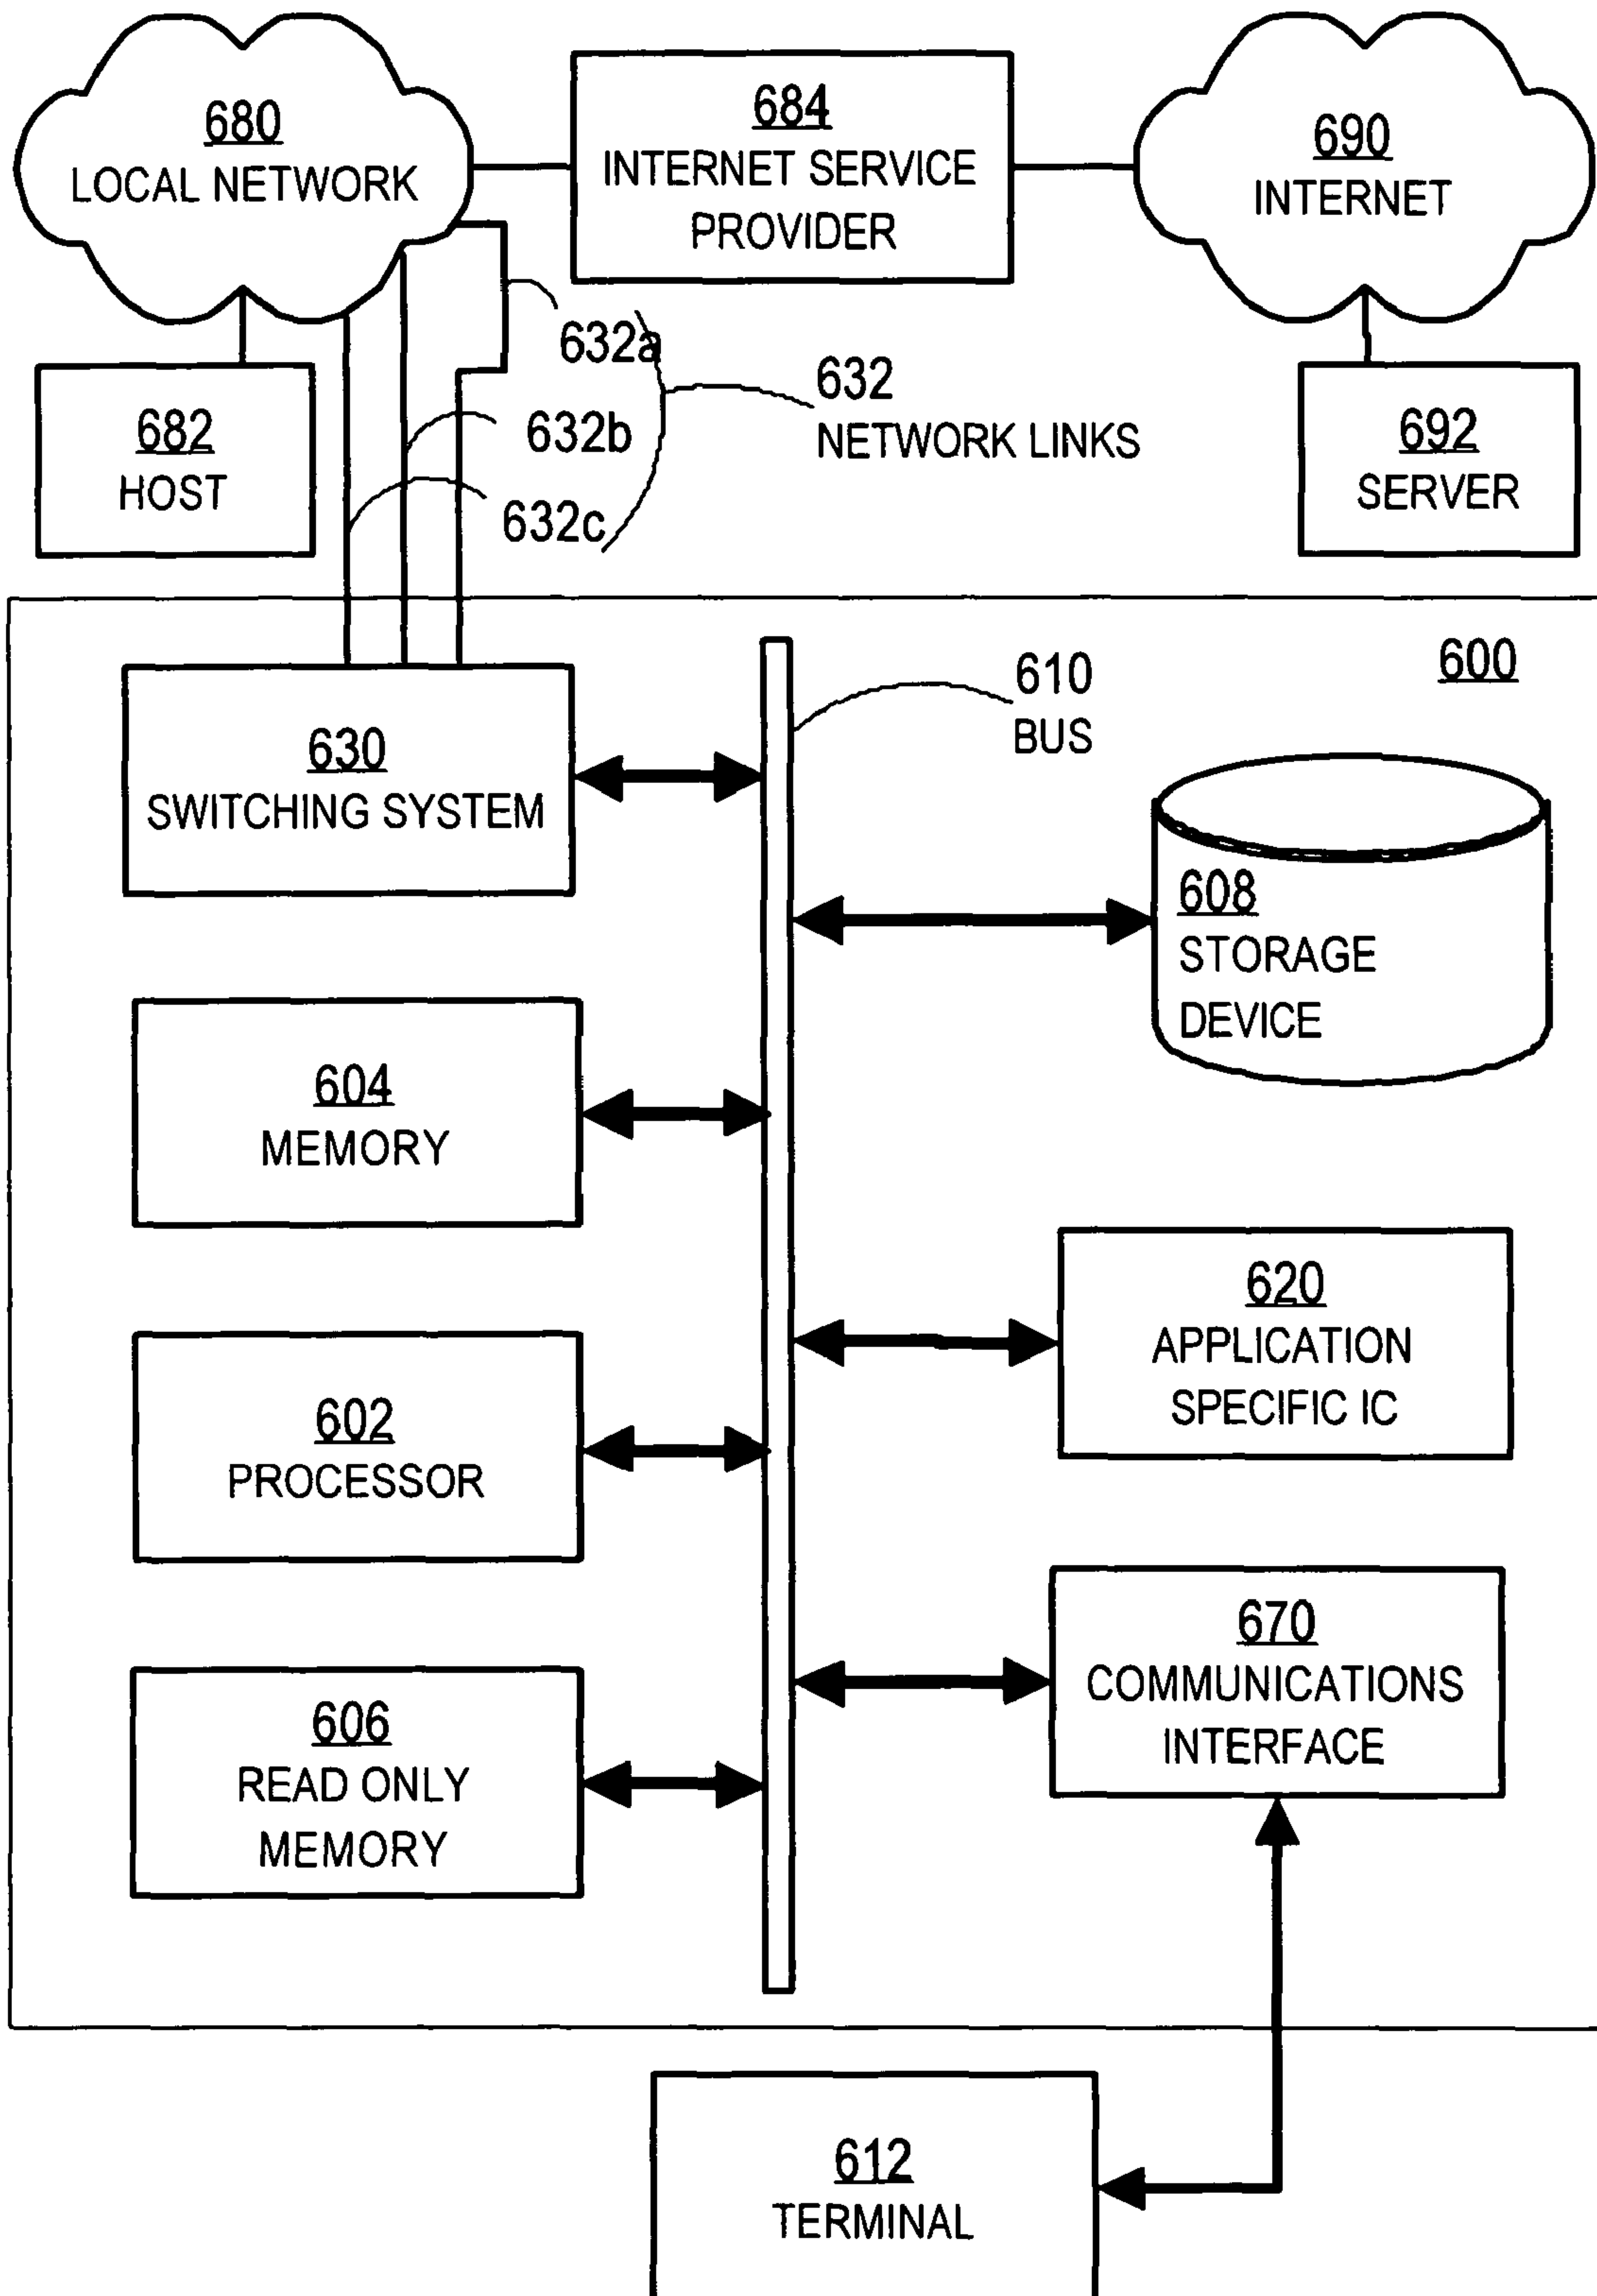 680
LOCAL NETWORK
684
INTERNET SERVICE
PROVIDER
690
INTERNET
632a
632
NETWORK LINKS
632b
632c
682
HOST
692
SERVER
600
610
BUS
630
SWITCHING SYSTEM
608
STORAGE
DEVICE
604
MEMORY
620
APPLICATION
SPECIFIC IC
602
PROCESSOR
670
COMMUNICATIONS
INTERFACE
606
READ ONLY
MEMORY
612
TERMINAL